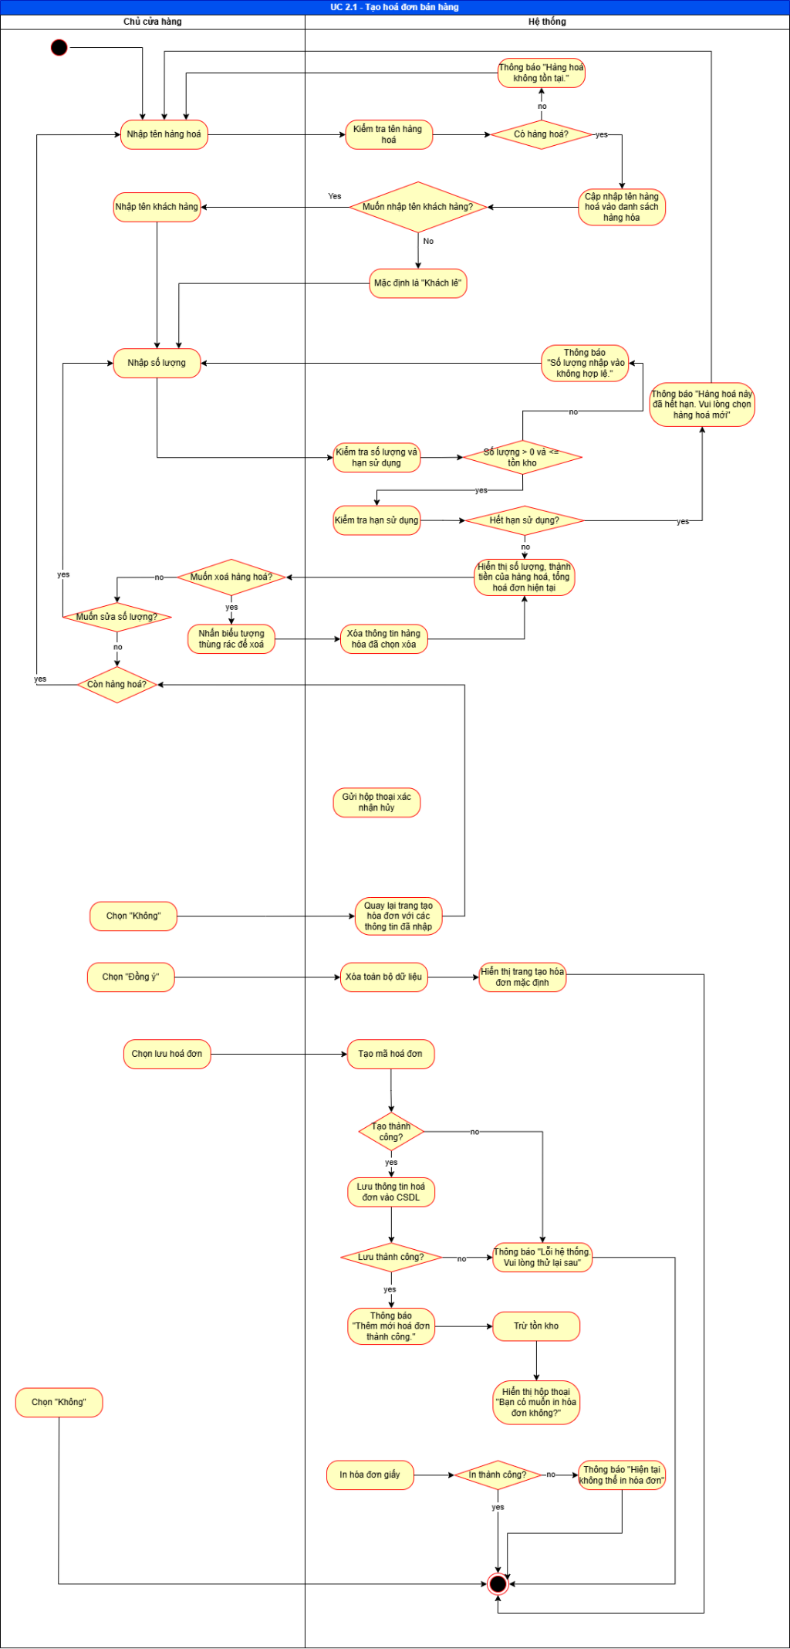 UC 2.1 - Tạo hoá đơn bán hàng
Chủ cửa hàng
Hệ thống
Thông báo "Hàng hoá
không tồn tại."
no
Nhập tên hàng hoá
Kiểm tra tên hàng
hoá
Có hàng hoá?
yes
Nhập tên khách hàng
Yes
Muốn nhập tên khách hàng?
Cập nhập tên hàng
hoá vào danh sách
hàng hóa
No
Mặc định là "Khách lẻ"
Nhập số lượng
Thông báo
"Số lượng nhập vào
không hợp lệ."
Thông báo "Hàng hoá này
đã hết hạn. Vui lòng chọn
hàng hoá mới"
no
Kiểm tra số lượng và
hạn sử dụng
Số lượng > 0 và <=
tồn kho
yes
Kiểm tra hạn sử dụng
Hết hạn sử dụng?
yes
no
Hiển thị số lượng, thành
tiền của hàng hoá, tổng
hoá đơn hiện tại
Muốn xoá hàng hoá?
no
yes
yes
Muốn sửa số lượng?
Nhấn biểu tượng
thùng rác để xoá
Xóa thông tin hàng
hóa đã chọn xóa
no
Còn hàng hoá?
yes
Gửi hộp thoại xác
nhận hủy
Chọn "Không"
Quay lại trang tạo
hóa đơn với các
thông tin đã nhập
Chọn "Đồng ý"
Xóa toàn bộ dữ liệu
Hiển thị trang tạo hóa
đơn mặc định
Chọn lưu hoá đơn
Tạo mã hoá đơn
Tạo thành
công?
no
yes
Lưu thông tin hoá
đơn vào CSDL
Lưu thành công?
no
Thông báo "Lỗi hệ thống.
Vui lòng thử lại sau"
yes
Thông báo
"Thêm mới hoá đơn
thành công."
Trừ tồn kho
Chọn "Không"
Hiển thị hộp thoại
"Bạn có muốn in hóa
đơn không?"
In hóa đơn giấy
In thành công?
no
Thông báo "Hiện tại
không thể in hóa đơn"
yes